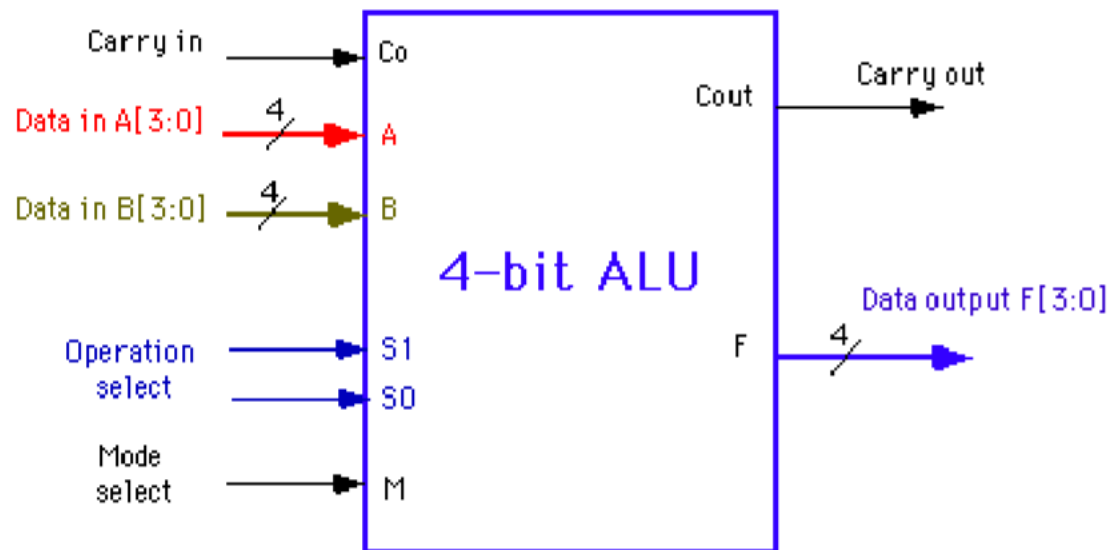 Carry in
Co
Cout
Carry out
4
Data in A[3:0]
A
4
Data in B[3:0]
B
4-bit ALU
Data output F[3:0]
4
F
Operation
select
S1
S0
Mode
select
M